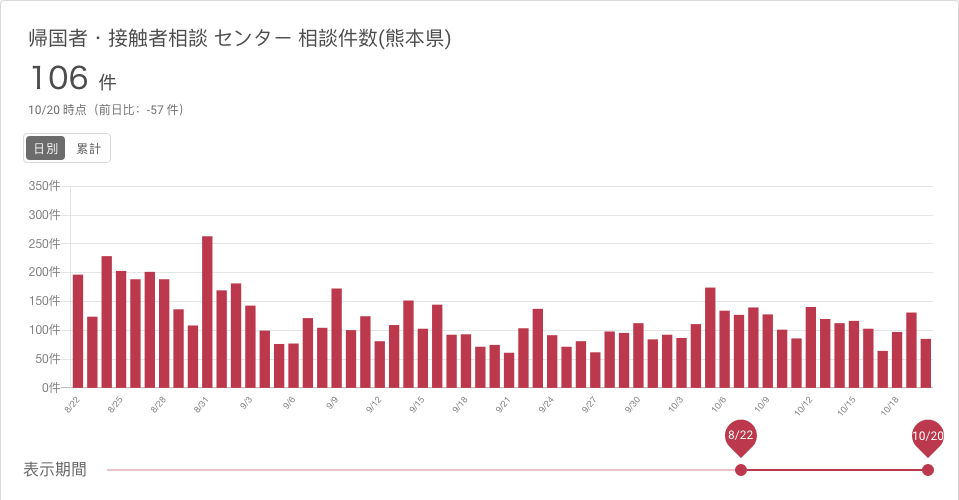 帰国者・接触者相談 センター 相談件数(熊本県)
106 件
10/20 時点（前日比：-57 件）
日別 累計
350件
300件
250件
200件
150件
100件
50件
0件
8/22 8/25 8/28 8/31 9/3 9/6 9/9 9/12 9/15 9/18 9/21 9/24 9/27 9/30 10/3 10/6 10/9 10/12 10/15 10/18
8/22 10/20
表示期間